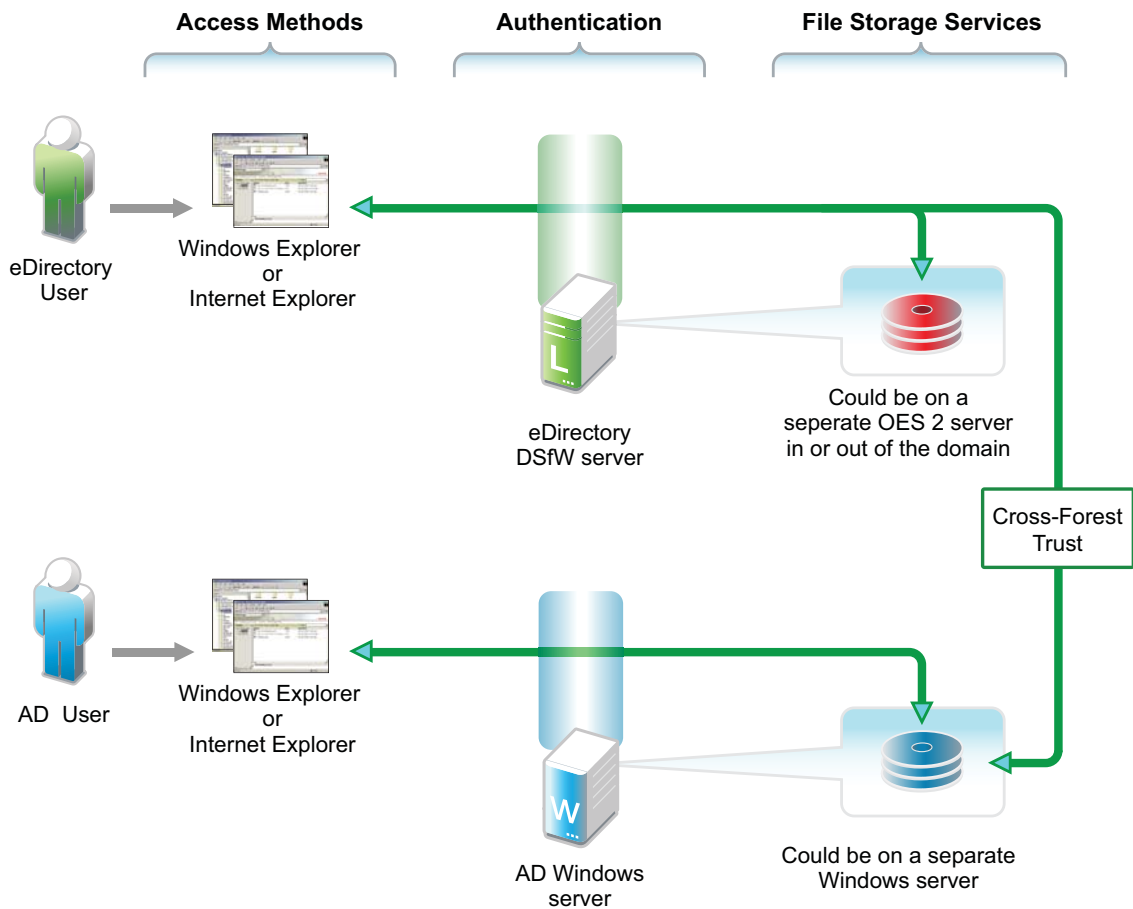 Access Methods
Authentication
File Storage Services
eDirectory
User
Windows Explorer
or
Internet Explorer
L
eDirectory
DSfW server
Could be on a
seperate OES 2 server
in or out of the domain
Cross-Forest
Trust
AD User
Windows Explorer
or
Internet Explorer
W
AD Windows
server
Could be on a separate
Windows server